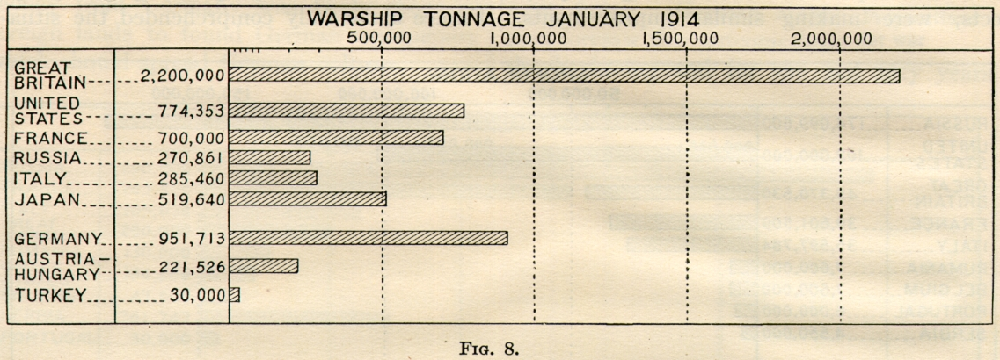 WARSHIP TONNAGE JANUARY 1914
500,000 1,000,000 1,500,000 2,000,000
GREAT
BRITAIN 2,200,000
UNITED
STATES 774,353
FRANCE 700,000
RUSSIA 270,861
ITALY 285,460
JAPAN 519,640
GERMANY 951,713
AUSTRIA-
HUNGARY 221,526
TURKEY 30,000
FIG. 8.